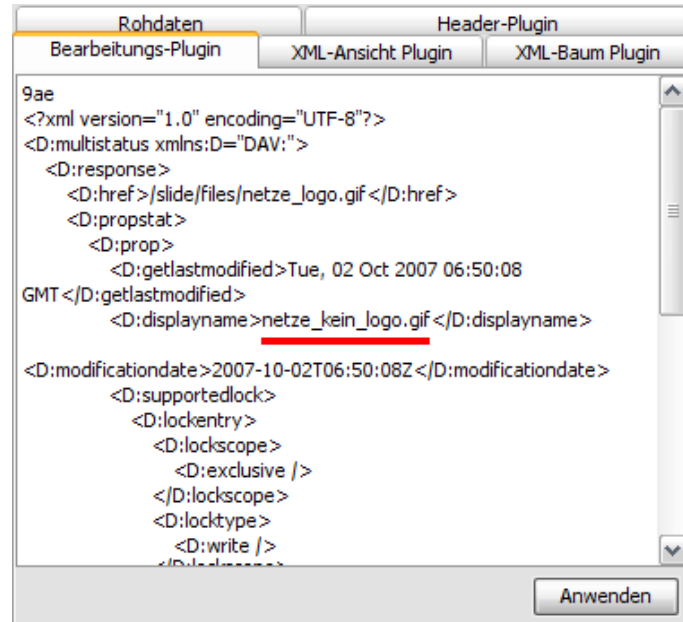 Rohdaten
Header-Plugin
Bearbeitungs-Plugin
XML-Ansicht Plugin
XML-Baum Plugin
9ae
<?xml version="1.0" encoding="UTF-8"?>
<D:multistatus xmlns:D="DAV:">
<D:response>
<D:href>/slide/files/netze_logo.gif</D:href>
<D:propstat>
<D:prop>
<D:getlastmodified>Tue, 02 Oct 2007 06:50:08
GMT</D:getlastmodified>
<D:displayname>netze_kein_logo.gif</D:displayname>
<D:modificationdate>2007-10-02T06:50:08Z</D:modificationdate>
<D:supportedlock>
<D:lockentry>
<D:lockscope>
<D:exclusive />
</D:lockscope>
<D:locktype>
<D:write />
Anwenden